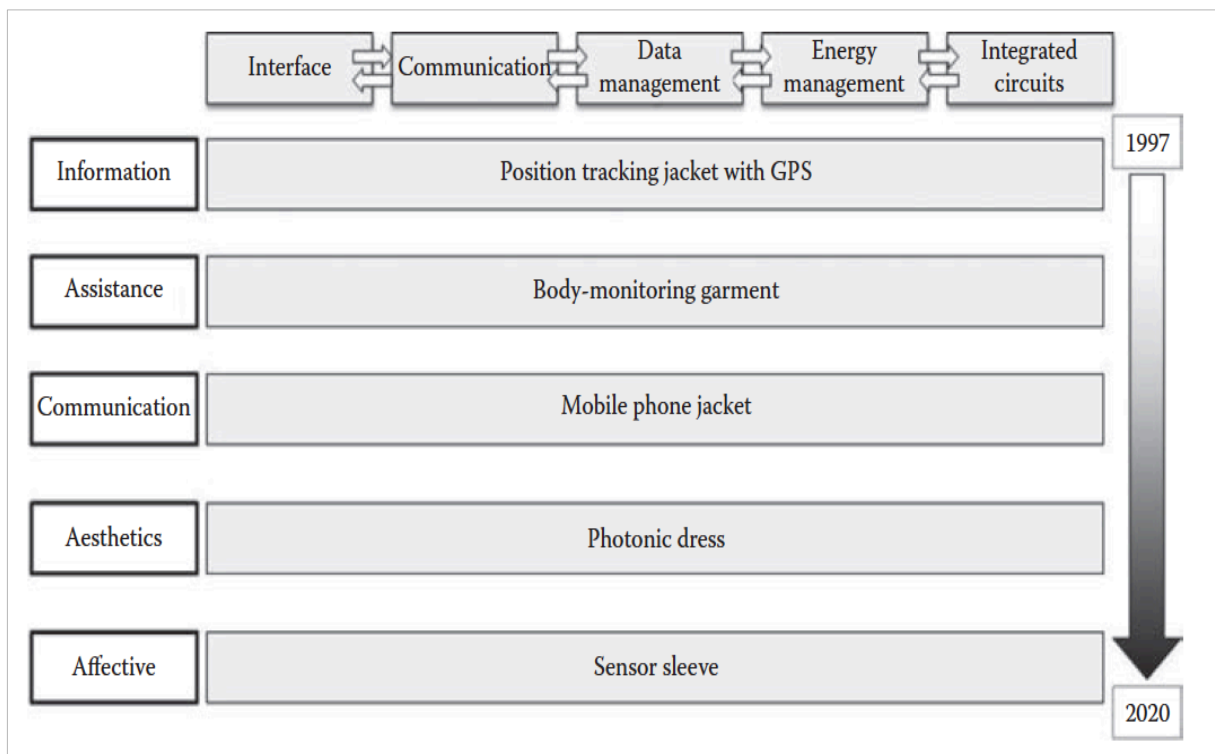 Interface
Communication
Data
management
Energy
management
Integrated
circuits
1997
Information
Position tracking jacket with GPS
Assistance
Body-monitoring garment
Communication
Mobile phone jacket
Aesthetics
Photonic dress
Affective
Sensor sleeve
2020